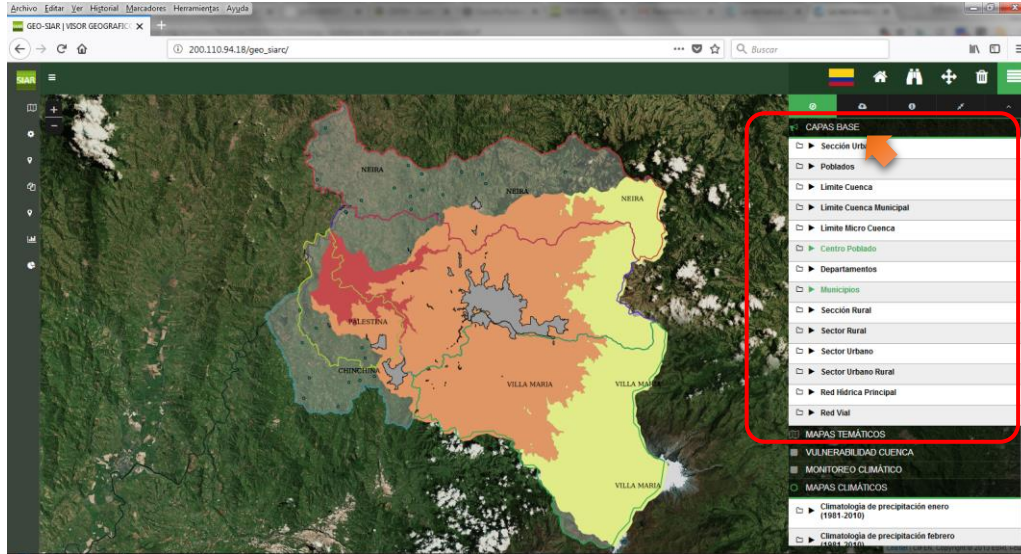 Archivo Editar Ver Historial Marcadores Herramientas Ayuda
GEO-SIAR | VISOR GEOGRAFIC
200.110.94.18/geo_siarc/
Buscar
SIAR
CAPAS BASE
Sección Urb
Poblados
Limite Cuenca
Limite Cuenca Municipal
Limite Micro Cuenca
Centro Poblado
Departamentos
Municipios
Sección Rural
Sector Rural
Sector Urbano
Sector Urbano Rural
Red Hidrica Principal
Red Vial
MAPAS TEMÁTICOS
VULNERABILIDAD CUENCA
MONITOREO CLIMÁTICO
MAPAS CLIMÁTICOS
Climatologia de precipitación enero
(1981-2010)
Climatologia de precipitación febrero
(1981-2010)
NEIRA
NEIRA
NEIRA
PALESTINA
CHINCHINA
VILLA MARIA
VILLA MARIA
VILLA MARIA